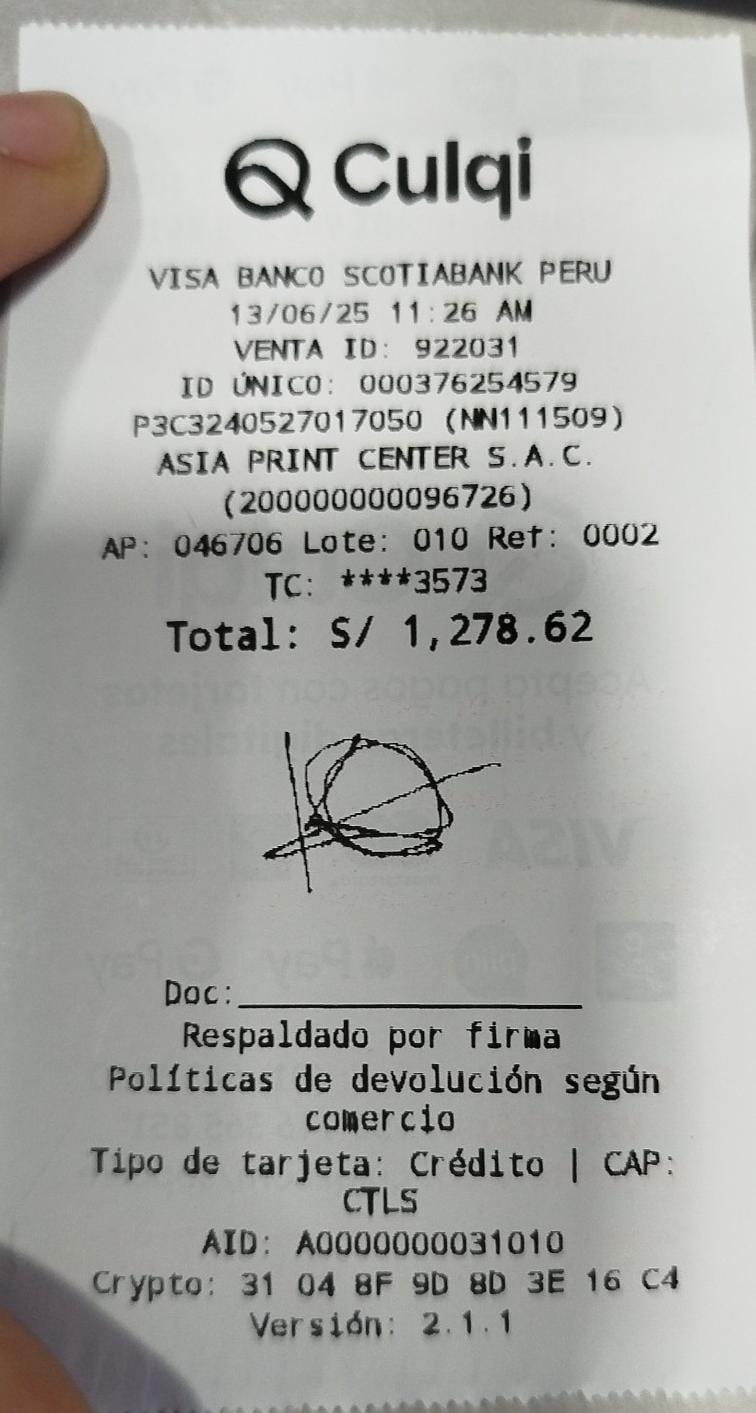 Culqi
VISA BANCO SCOTIABANK PERU
13/06/25 11:26 AM
VENTA ID: 922031
ID ÚNICO: 000376254579
P3C3240527017050 (NN111509)
ASIA PRINT CENTER S.A.C.
(200000000096726)
AP: 046706 Lote: 010 Ref: 0002
TC: ****3573
Total: S/ 1,278.62
Doc:
Respaldado por firma
Políticas de devolución según
comercio
Tipo de tarjeta: Crédito | CAP:
CTLS
AID: A0000000031010
Crypto: 31 04 8F 9D 8D 3E 16 C4
Versión: 2.1.1